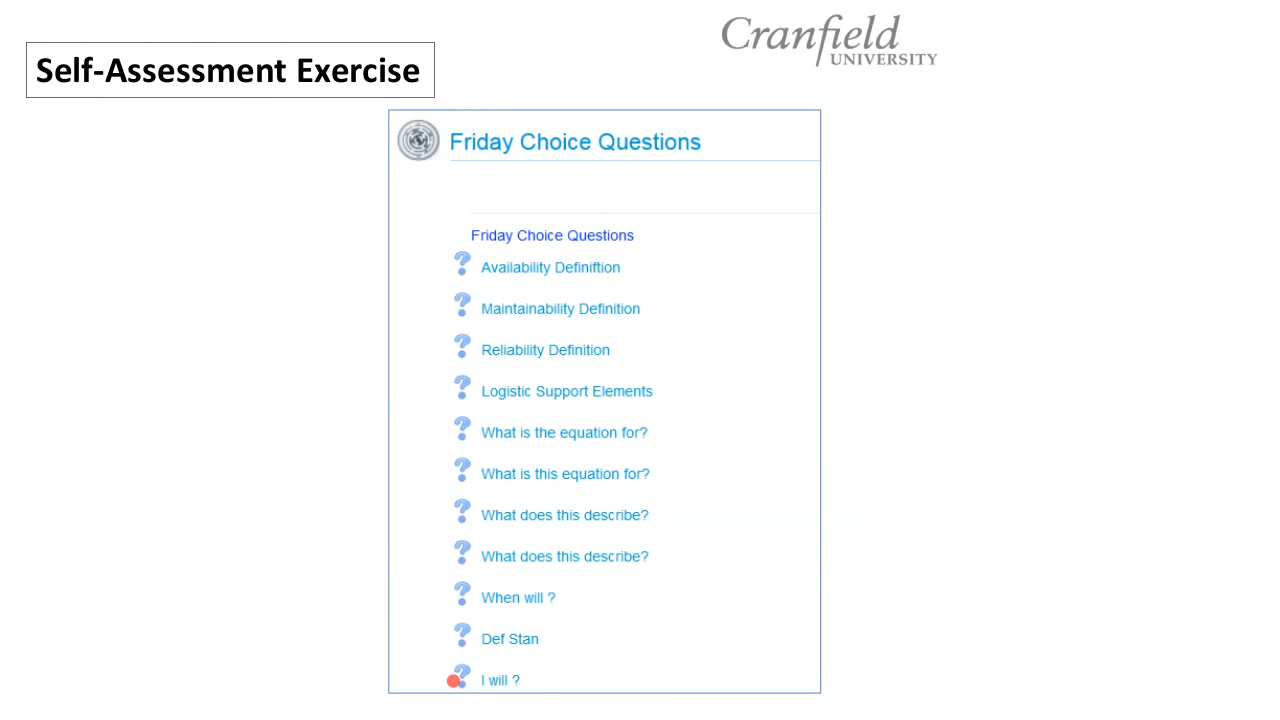 Cranfield
UNIVERSITY
Self-Assessment Exercise
Friday Choice Questions
Friday Choice Questions
Availability Definiftion
Maintainability Definition
Reliability Definition
Logistic Support Elements
What is the equation for?
What is this equation for?
What does this describe?
What does this describe?
When will ?
Def Stan
I will ?